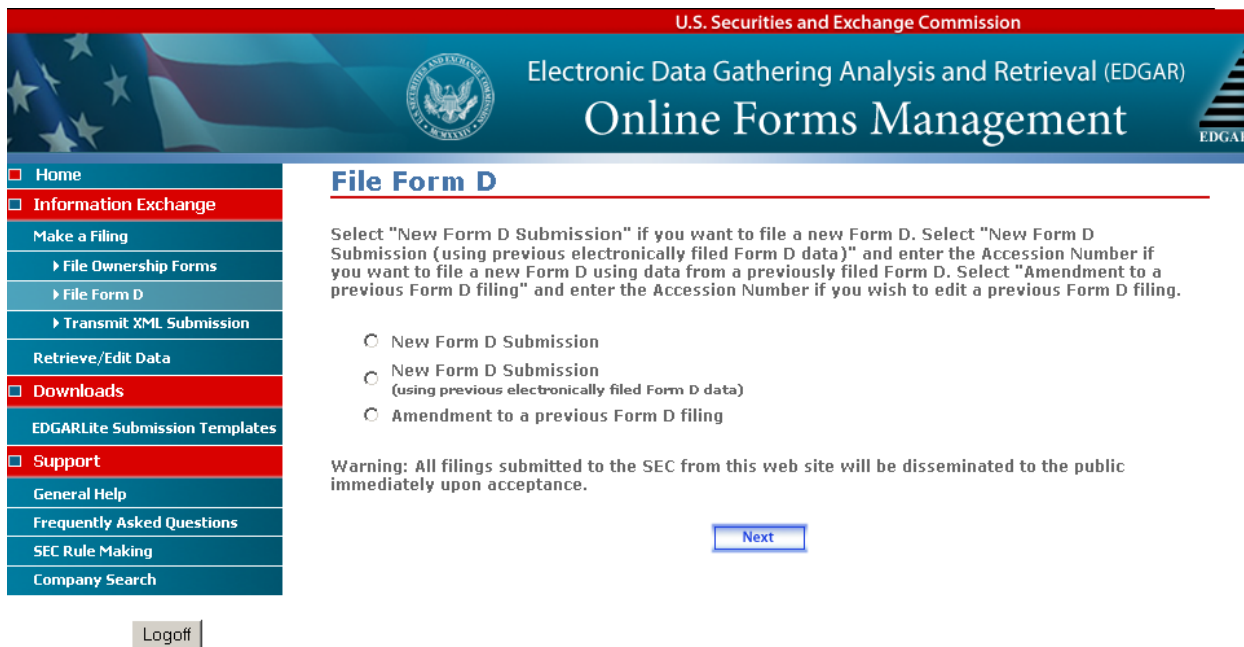 U.S. Securities and Exchange Commission
Electronic Data Gathering Analysis and Retrieval (EDGAR)
Online Forms Management
Home
Information Exchange
Make a Filing
File Ownership Forms
File Form D
Transmit XML Submission
Retrieve/Edit Data
Downloads
EDGARLite Submission Templates
Support
General Help
Frequently Asked Questions
SEC Rule Making
Company Search
Logoff
File Form D
Select "New Form D Submission" if you want to file a new Form D. Select "New Form D
Submission (using previous electronically filed Form D data)" and enter the Accession Number if
you want to file a new Form D using data from a previously filed Form D. Select "Amendment to a
previous Form D filing" and enter the Accession Number if you wish to edit a previous Form D filing.
New Form D Submission
New Form D Submission
(using previous electronically filed Form D data)
Amendment to a previous Form D filing
Warning: All filings submitted to the SEC from this web site will be disseminated to the public
immediately upon acceptance.
Next